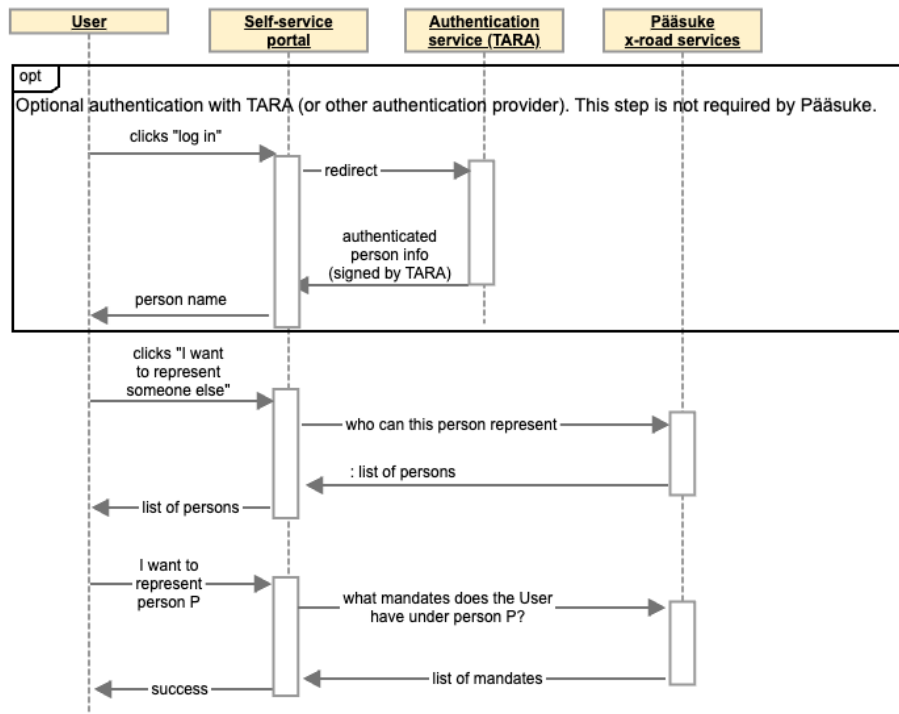 User
Self-service
portal
Authentication
service (TARA)
Pääsuke
x-road services
opt
Optional authentication with TARA (or other authentication provider). This step is not required by Pääsuke.
clicks "log in"
redirect
authenticated
person info
(signed by TARA)
person name
clicks "I want
to represent
someone else"
who can this person represent
: list of persons
list of persons
I want to
represent
person P
what mandates does the User
have under person P?
list of mandates
success